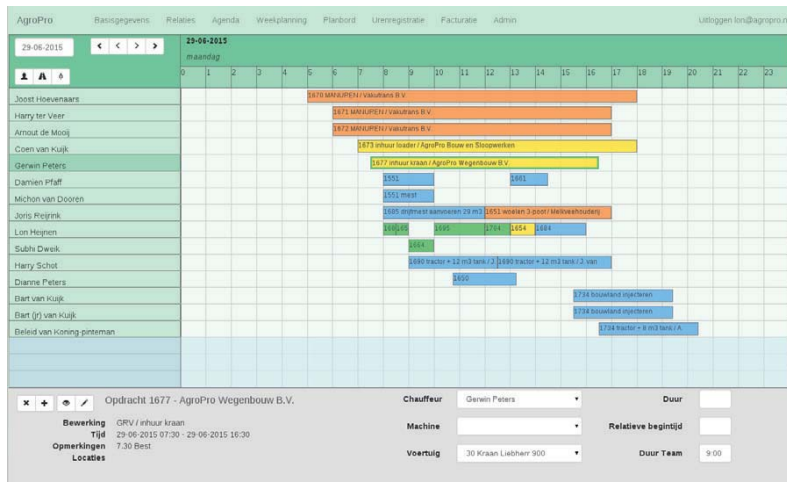 AgroPro Basisgegevens Relaties Agenda Weekplanning Planbord Urenregistratie Facturatie Admin Uitloggen lon@agropro.n
29-06-2015
29-06-2015
maandag
0 1 2 3 4 5 6 7 8 9 10 11 12 13 14 15 16 17 18 19 20 21 22 23
Joost Hoevenaars 1670 MANUREN / Vakutrans B.V.
Harry ter Veer 1671 MANUREN / Vakutrans B.V.
Arnout de Mooij 1672 MANUREN / Vakutrans B.V.
Coen van Kuijk 1673 inhuur loader / AgroPro Bouw en Sloopwerken
Gerwin Peters 1677 inhuur kraan / AgroPro Wegenbouw B.V.
Damien Pfaff 1551 1661
Michon van Dooren 1551 mest
Joris Reijrink 1685 drijfmest aanvoeren 29 m3 1651 woelen 3-poot / Melkveehouderij
Lon Heijnen 165 1695 1704 1654 1684
Subhi Dweik 1664
Harry Schot 1690 tractor + 12 m3 tank / J. 1690 tractor + 12 m3 tank / J. van
Dianne Peters 1650
Bart van Kuijk 1734 bouwland injecteren
Bart (jr) van Kuijk 1734 bouwland injecteren
Beleid van Koning-pinteman 1704 tractor + 8 m3 tank / A.
Opdracht 1677 - AgroPro Wegenbouw B.V.
Chauffeur Gerwin Peters Duur
Bewerking GRV / inhuur kraan
Machine Relatieve begintijd
Tijd 29-06-2015 07:30 - 29-06-2015 16:30
Opmerkingen 7.30 Best
Locaties
Voertuig 30 Kraan Liebherr 900 Duur Team 9:00